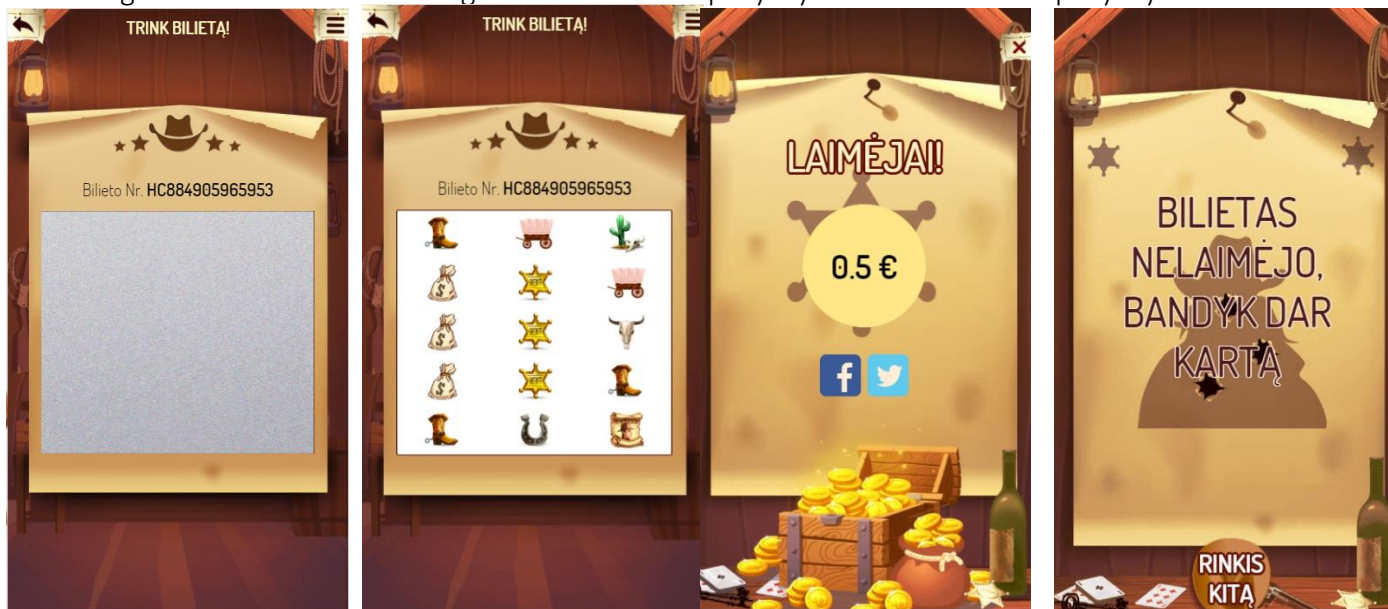 TRINK BILIETĄ!
Bilieto Nr. HC884905965953
TRINK BILIETĄ!
Bilieto Nr. HC884905965953
LAIMĖJAI!
0.5 €
BILIETAS
NELAIMĖJO,
BANDYK DAR
KARTĄ
RINKIS
KITĄ